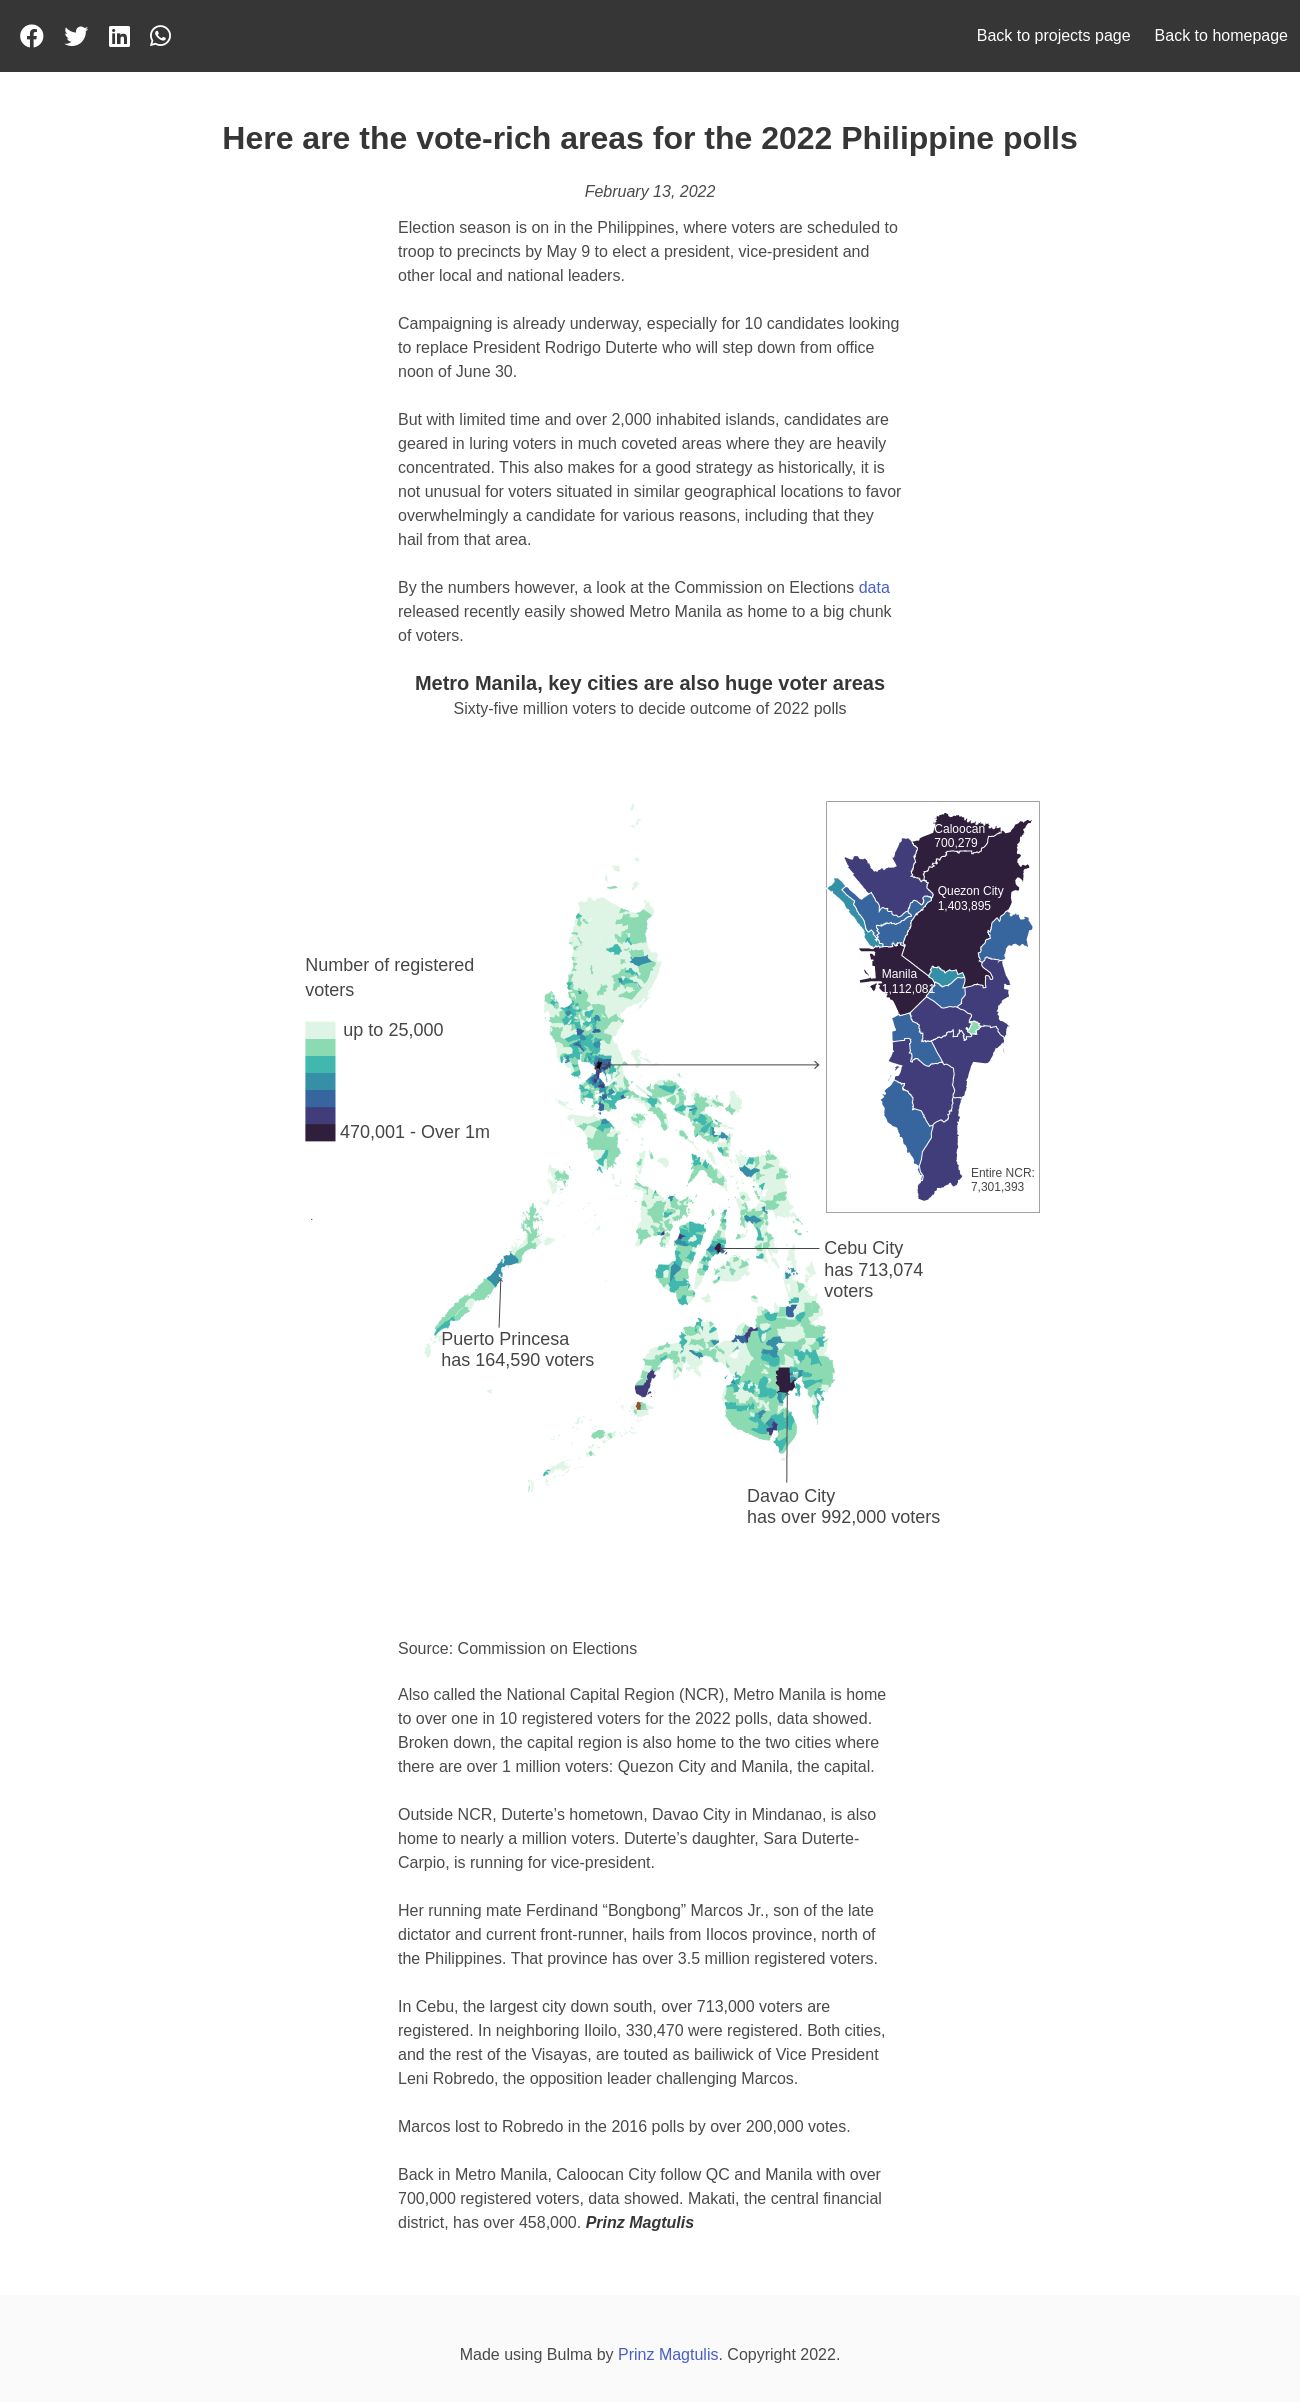 Back to projects page Back to homepage
Here are the vote-rich areas for the 2022 Philippine polls
February 13, 2022
Election season is on in the Philippines, where voters are scheduled to
troop to precincts by May 9 to elect a president, vice-president and
other local and national leaders.
Campaigning is already underway, especially for 10 candidates looking
to replace President Rodrigo Duterte who will step down from office
noon of June 30.
But with limited time and over 2,000 inhabited islands, candidates are
geared in luring voters in much coveted areas where they are heavily
concentrated. This also makes for a good strategy as historically, it is
not unusual for voters situated in similar geographical locations to favor
overwhelmingly a candidate for various reasons, including that they
hail from that area.
By the numbers however, a look at the Commission on Elections data
released recently easily showed Metro Manila as home to a big chunk
of voters.
Metro Manila, key cities are also huge voter areas
Sixty-five million voters to decide outcome of 2022 polls
Caloocan
700,279
Quezon City
1,403,895
Manila
1,112,081
Entire NCR:
7,301,393
Number of registered
voters
up to 25,000
470,001 - Over 1m
Cebu City
has 713,074
voters
Puerto Princesa
has 164,590 voters
Davao City
has over 992,000 voters
Source: Commission on Elections
Also called the National Capital Region (NCR), Metro Manila is home
to over one in 10 registered voters for the 2022 polls, data showed.
Broken down, the capital region is also home to the two cities where
there are over 1 million voters: Quezon City and Manila, the capital.
Outside NCR, Duterte’s hometown, Davao City in Mindanao, is also
home to nearly a million voters. Duterte’s daughter, Sara Duterte-
Carpio, is running for vice-president.
Her running mate Ferdinand “Bongbong” Marcos Jr., son of the late
dictator and current front-runner, hails from Ilocos province, north of
the Philippines. That province has over 3.5 million registered voters.
In Cebu, the largest city down south, over 713,000 voters are
registered. In neighboring Iloilo, 330,470 were registered. Both cities,
and the rest of the Visayas, are touted as bailiwick of Vice President
Leni Robredo, the opposition leader challenging Marcos.
Marcos lost to Robredo in the 2016 polls by over 200,000 votes.
Back in Metro Manila, Caloocan City follow QC and Manila with over
700,000 registered voters, data showed. Makati, the central financial
district, has over 458,000. Prinz Magtulis
Made using Bulma by Prinz Magtulis. Copyright 2022.